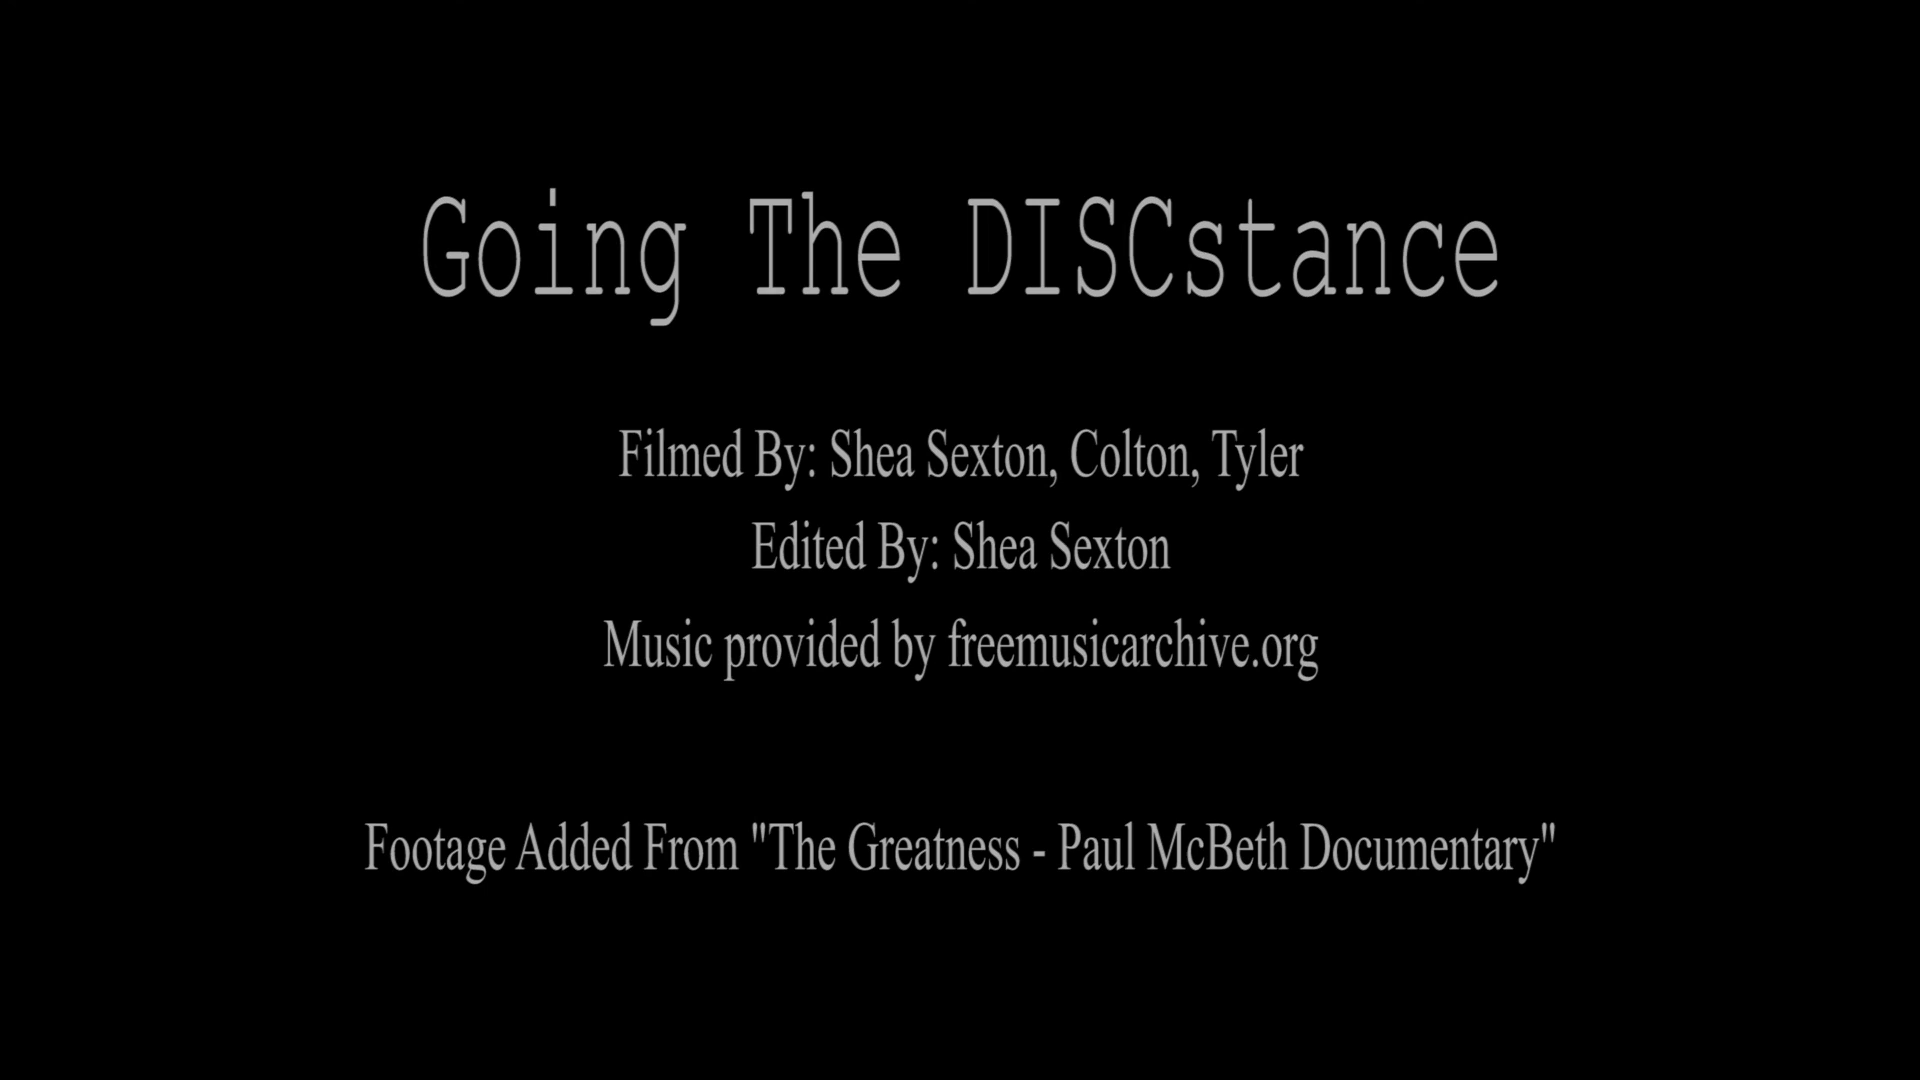 Going The DISCstance
Filmed By: Shea Sexton, Colton, Tyler
Edited By: Shea Sexton
Music provided by freemusicarchive.org
Footage Added From "The Greatness - Paul McBeth Documentary"